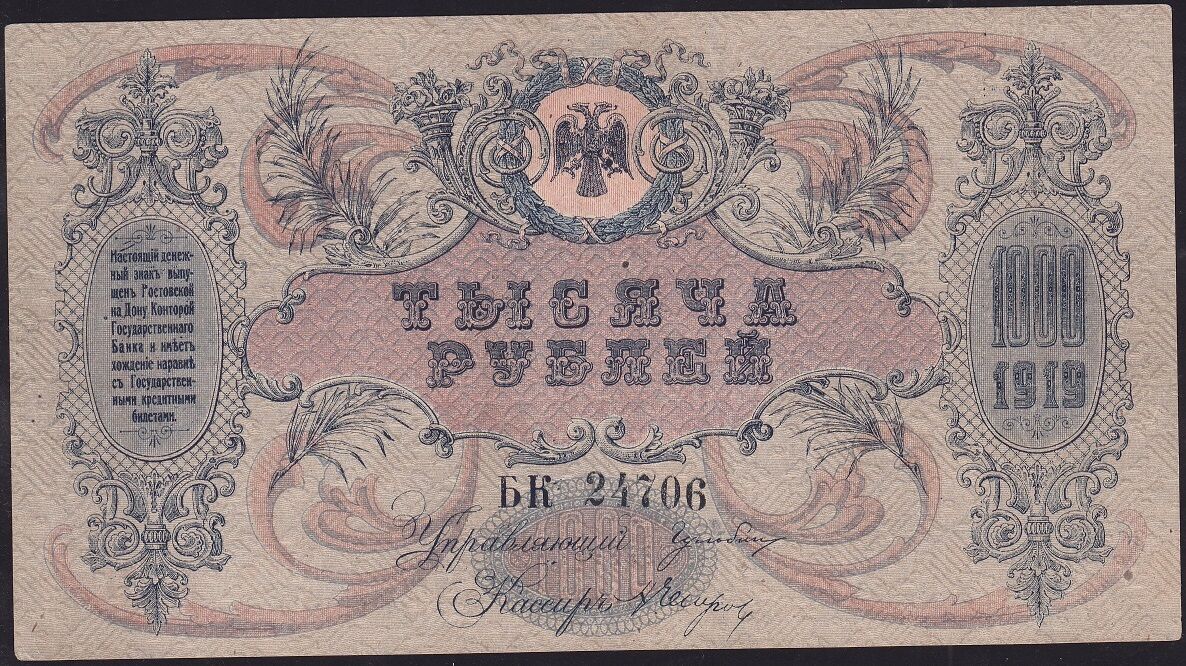 Настоящій денеж-
ный знакъ выпу-
щенъ Ростовской
на Дону Конторой
Государственнаго
Банка и имѣетъ
хожденіе наравнѣ
съ Государствен-
ными кредитными
билетами.
ТЫСЯЧА
РУБЛЕЙ
1000
1919
БК 24706
1000
Управляющій
Кассиръ